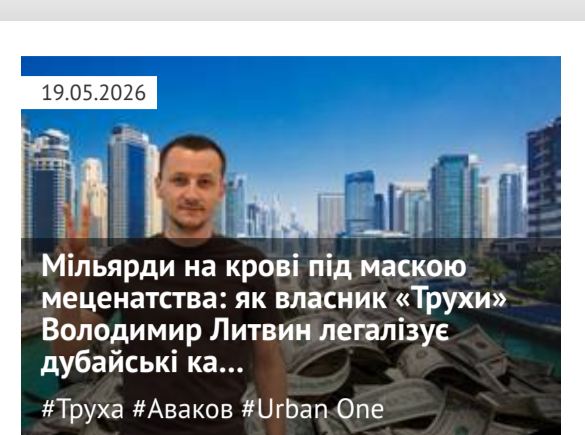 19.05.2026
Мільярди на крові під маскою
меценатства: як власник «Трухи»
Володимир Литвин легалізує
дубайські ка...
#Труха #Аваков #Urban One